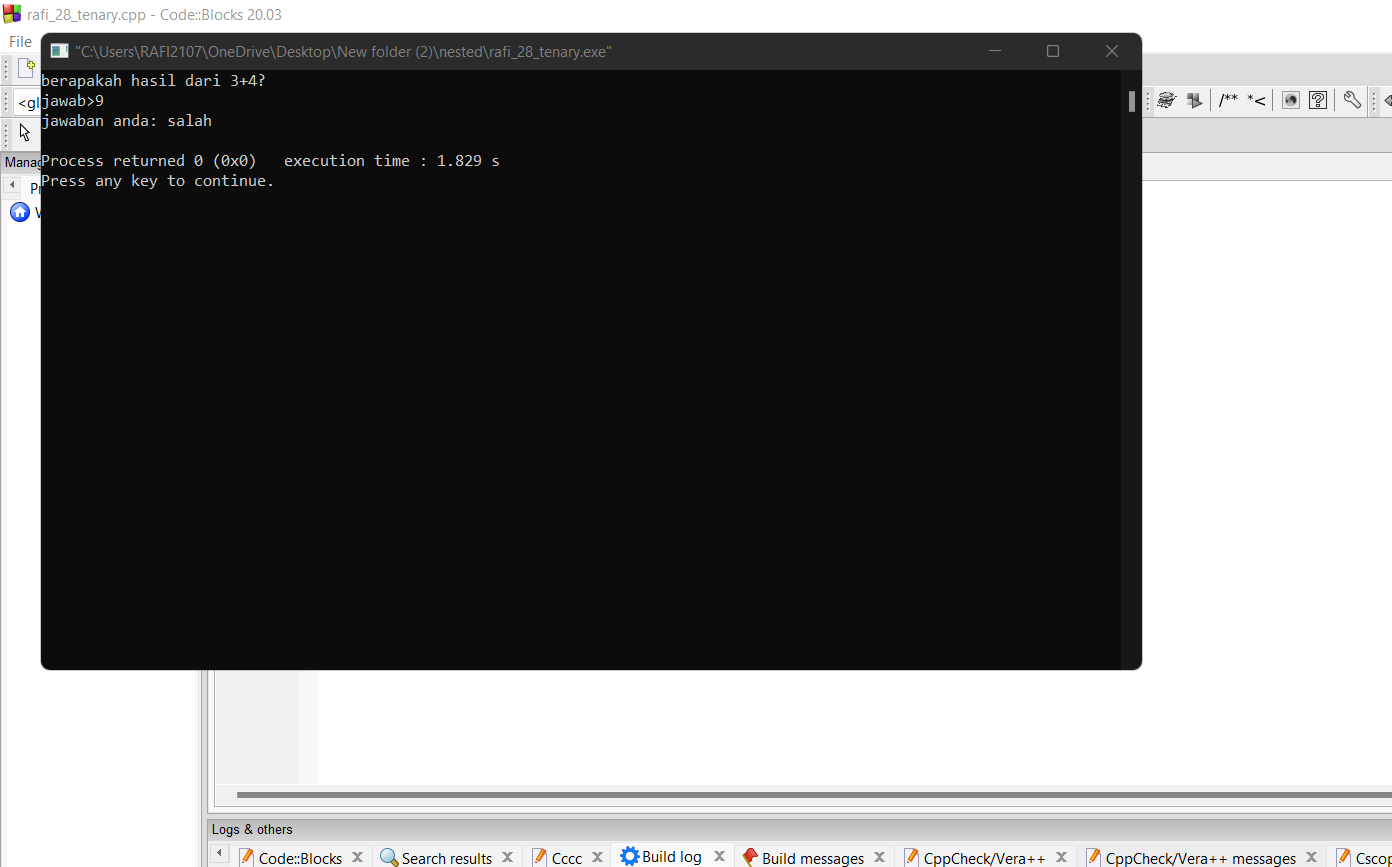 rafi_28_tenary.cpp - Code::Blocks 20.03
File
"C:\Users\RAFI2107\OneDrive\Desktop\New folder (2)\nested\rafi_28_tenary.exe"
berapakah hasil dari 3+4?
jawab>9
jawaban anda: salah
Process returned 0 (0x0)   execution time : 1.829 s
Press any key to continue.
<gl
/** *<
Manag
Pr
Logs & others
Code::Blocks
Search results
Cccc
Build log
Build messages
CppCheck/Vera++
CppCheck/Vera++ messages
Cscop